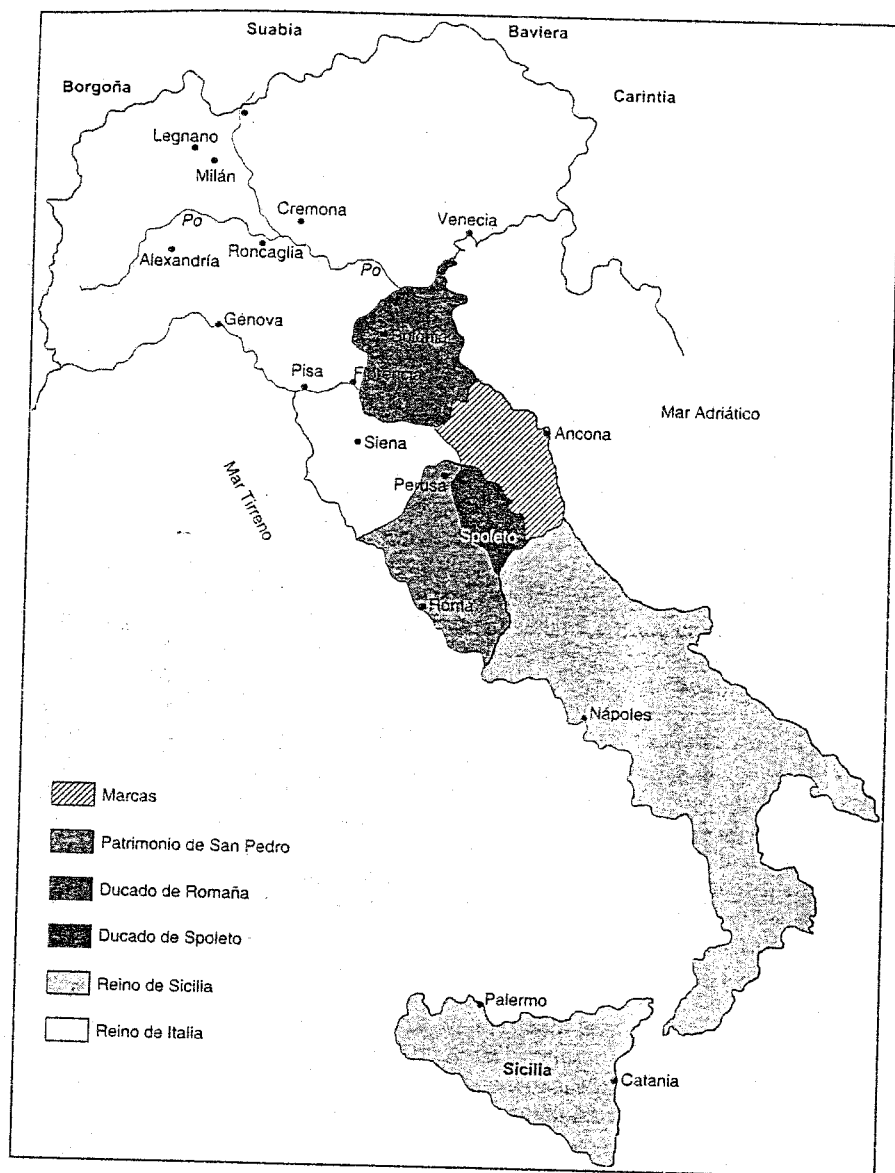 Suabia
Baviera
Borgoña
Carintia
Legnano
Milán
Cremona
Venecia
Po
Alexandría
Roncaglia
Po
Génova
Bolonia
Pisa
Florencia
Mar Adriático
Ancona
Siena
Mar Tirreno
Perusa
Spoleto
Roma
Nápoles
Marcas
Patrimonio de San Pedro
Ducado de Romaña
Ducado de Spoleto
Reino de Sicilia
Reino de Italia
Palermo
Sicilia
Catania